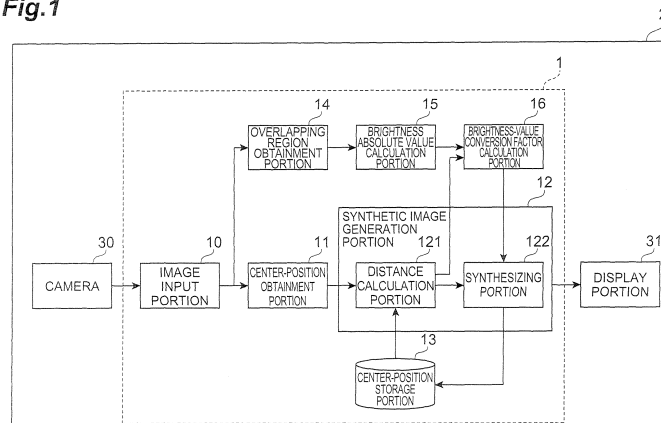 Fig.1
2
1
14
15
16
OVERLAPPING
REGION
OBTAINMENT
PORTION
BRIGHTNESS
ABSOLUTE VALUE
CALCULATION
PORTION
BRIGHTNESS-VALUE
CONVERSION FACTOR
CALCULATION
PORTION
12
SYNTHETIC IMAGE
GENERATION
PORTION
30
10
11
121
122
31
CAMERA
IMAGE
INPUT
PORTION
CENTER-POSITION
OBTAINMENT
PORTION
DISTANCE
CALCULATION
PORTION
SYNTHESIZING
PORTION
DISPLAY
PORTION
13
CENTER-POSITION
STORAGE
PORTION